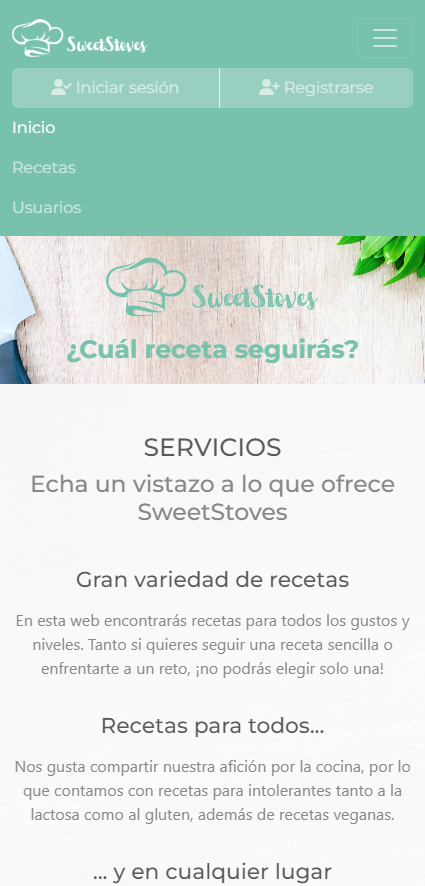 SweetStoves
Iniciar sesión
Registrarse
Inicio
Recetas
Usuarios
SweetStoves
¿Cuál receta seguirás?
SERVICIOS
Echa un vistazo a lo que ofrece
SweetStoves
Gran variedad de recetas
En esta web encontrarás recetas para todos los gustos y
niveles. Tanto si quieres seguir una receta sencilla o
enfrentarte a un reto, ¡no podrás elegir solo una!
Recetas para todos...
Nos gusta compartir nuestra afición por la cocina, por lo
que contamos con recetas para intolerantes tanto a la
lactosa como al gluten, además de recetas veganas.
... y en cualquier lugar